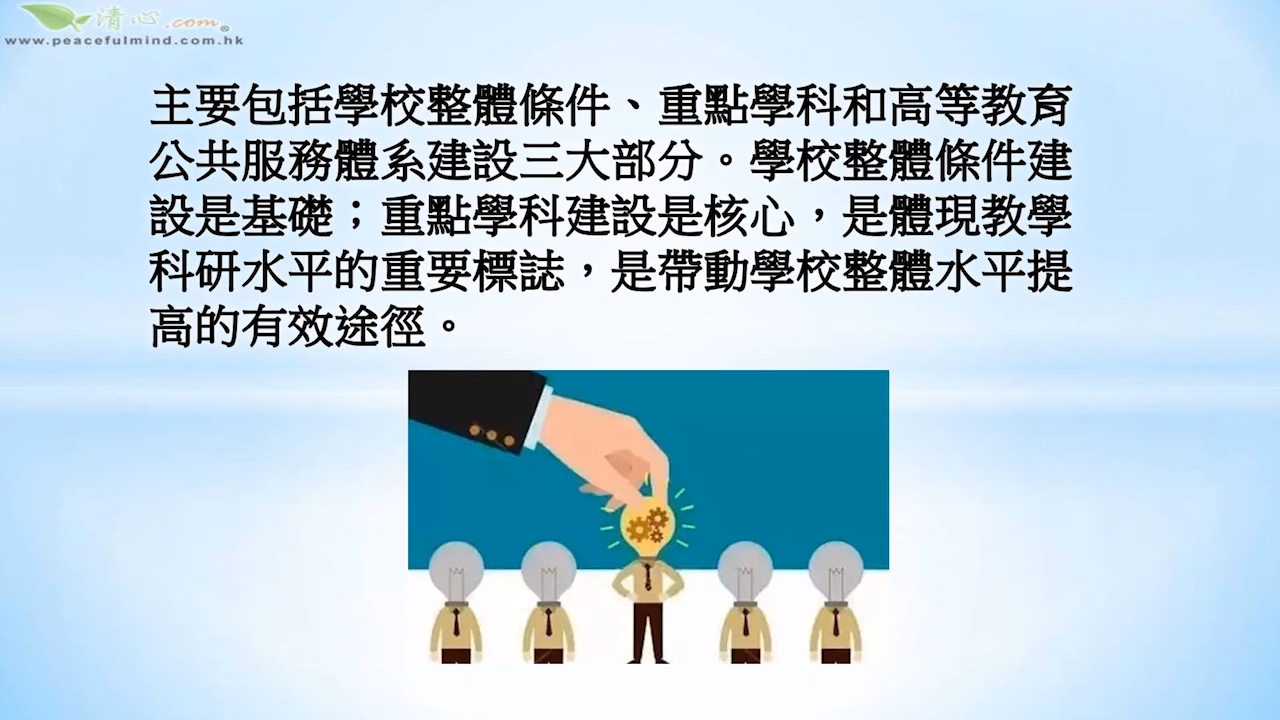 清心.com®
www.peacefulmind.com.hk
主要包括學校整體條件、重點學科和高等教育
公共服務體系建設三大部分。學校整體條件建
設是基礎；重點學科建設是核心，是體現教學
科研水平的重要標誌，是帶動學校整體水平提
高的有效途徑。